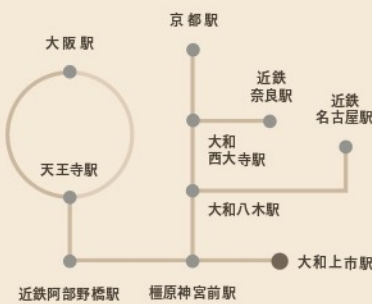 京都駅
大阪駅
近鉄
奈良駅
近鉄
名古屋駅
大和
西大寺駅
天王寺駅
大和八木駅
大和上市駅
近鉄阿部野橋駅
橿原神宮前駅